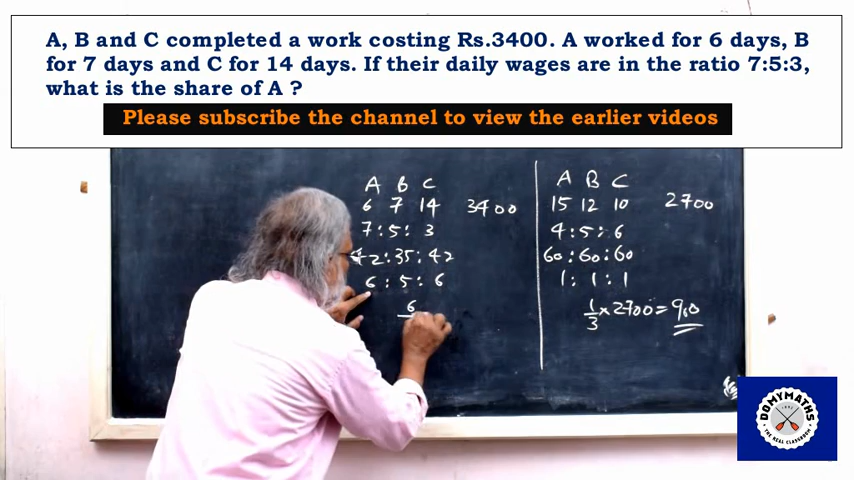 A, B and C completed a work costing Rs.3400. A worked for 6 days, B
for 7 days and C for 14 days. If their daily wages are in the ratio 7:5:3,
what is the share of A ?
Please subscribe the channel to view the earlier videos
A B C
6 7 14 3400
7:5: 3
42:35:42
6:5:6
6
A B C
15 12 10 2700
4:5:6
60:60:60
1:1:1
1/3 x 2700 = 900
DOMYMATHS
THE REAL CLASSROOM